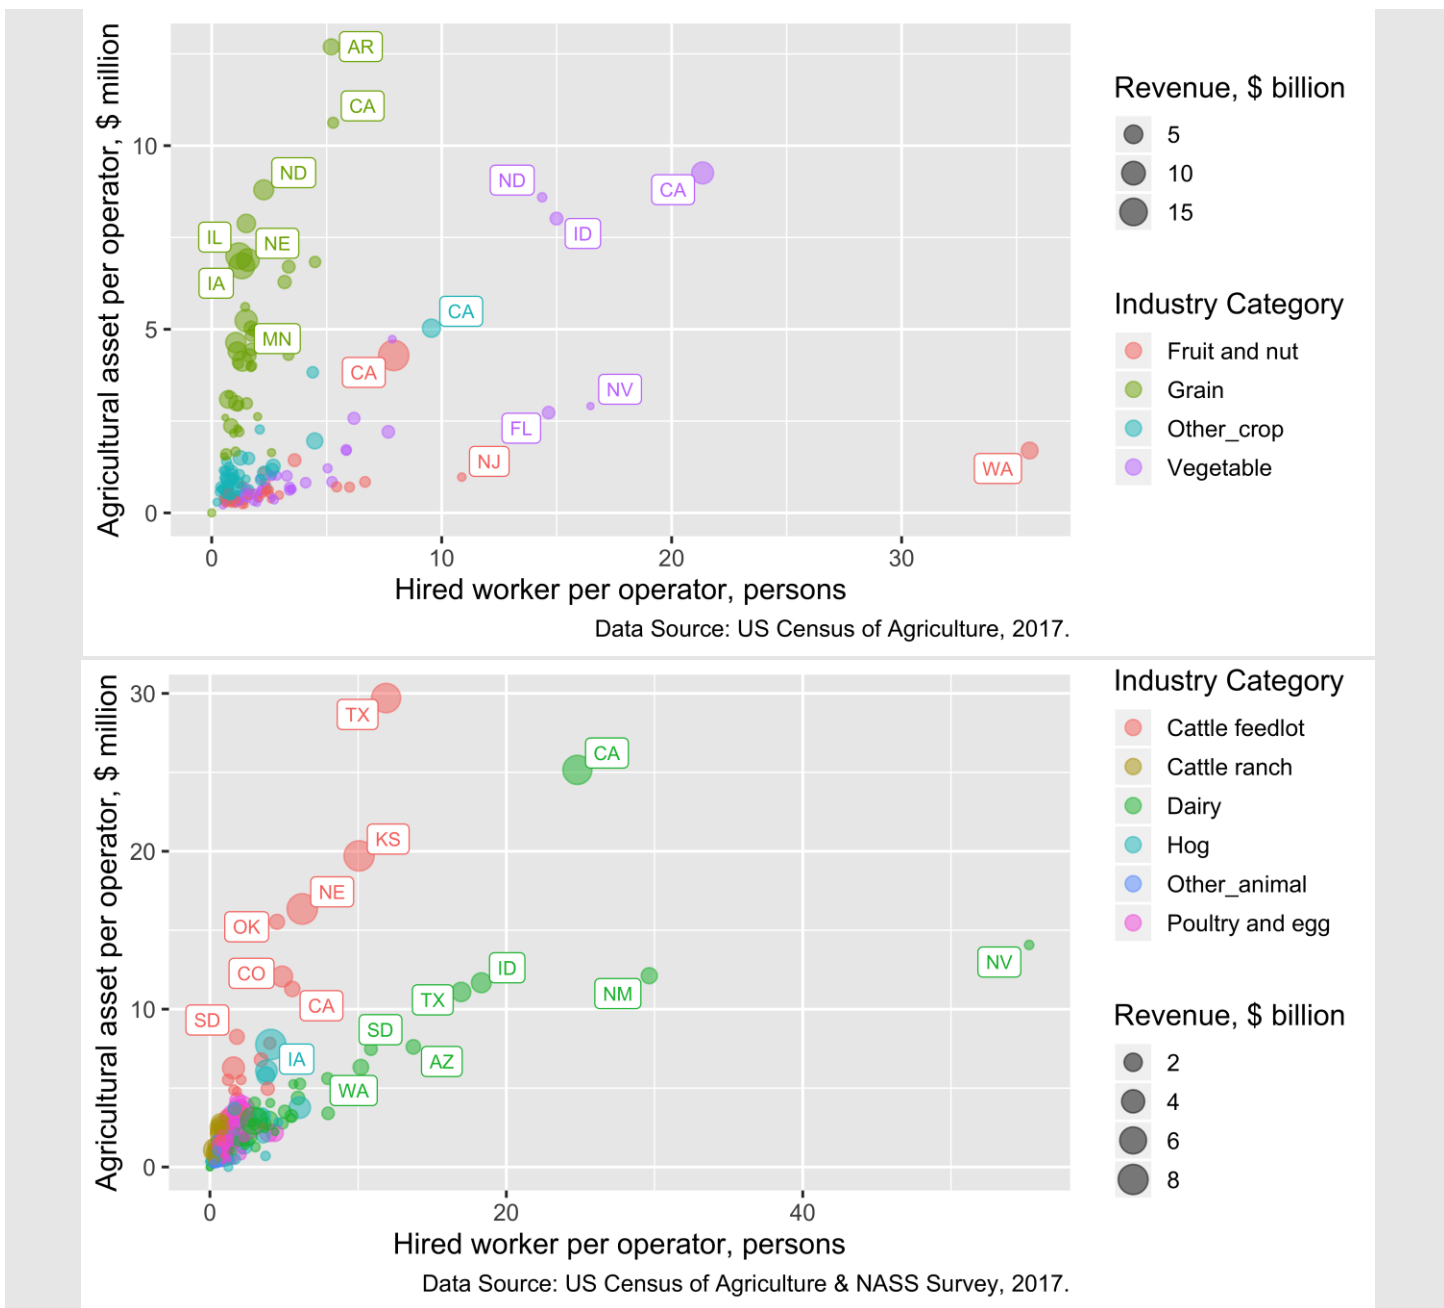 Agricultural asset per operator, $ million
10
5
0
AR
CA
ND
IL
NE
IA
MN
ND
CA
ID
CA
CA
NV
FL
NJ
WA
0
10
20
30
Hired worker per operator, persons
Data Source: US Census of Agriculture, 2017.
Revenue, $ billion
5
10
15
Industry Category
Fruit and nut
Grain
Other_crop
Vegetable
Agricultural asset per operator, $ million
30
20
10
0
TX
CA
KS
NE
OK
CO
CA
SD
IA
ID
TX
NM
NV
SD
AZ
WA
0
20
40
Hired worker per operator, persons
Data Source: US Census of Agriculture & NASS Survey, 2017.
Industry Category
Cattle feedlot
Cattle ranch
Dairy
Hog
Other_animal
Poultry and egg
Revenue, $ billion
2
4
6
8